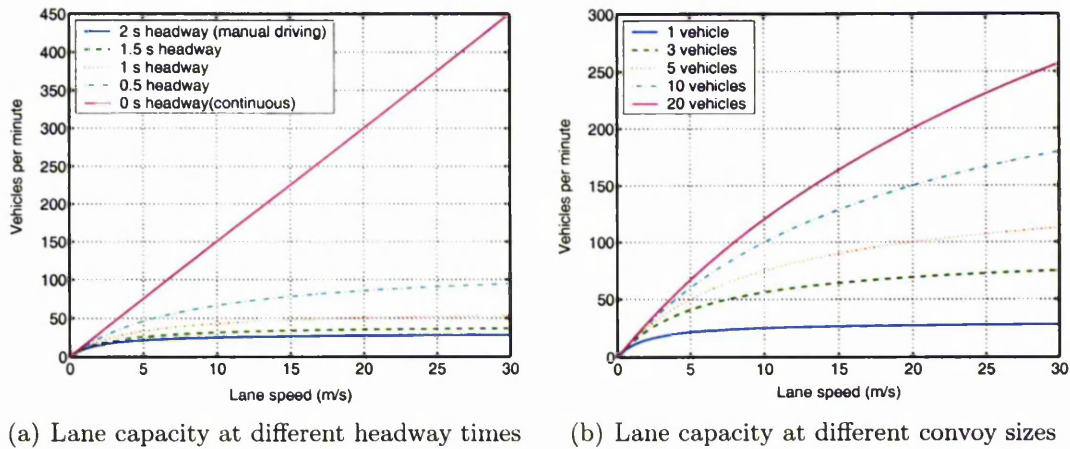 450
400
350
300
250
200
150
100
50
0
Vehicles per minute
2 s headway (manual driving)
1.5 s headway
1 s headway
0.5 headway
0 s headway(continuous)
0 5 10 15 20 25 30
Lane speed (m/s)
(a) Lane capacity at different headway times
300
250
200
150
100
50
0
Vehicles per minute
1 vehicle
3 vehicles
5 vehicles
10 vehicles
20 vehicles
0 5 10 15 20 25 30
Lane speed (m/s)
(b) Lane capacity at different convoy sizes